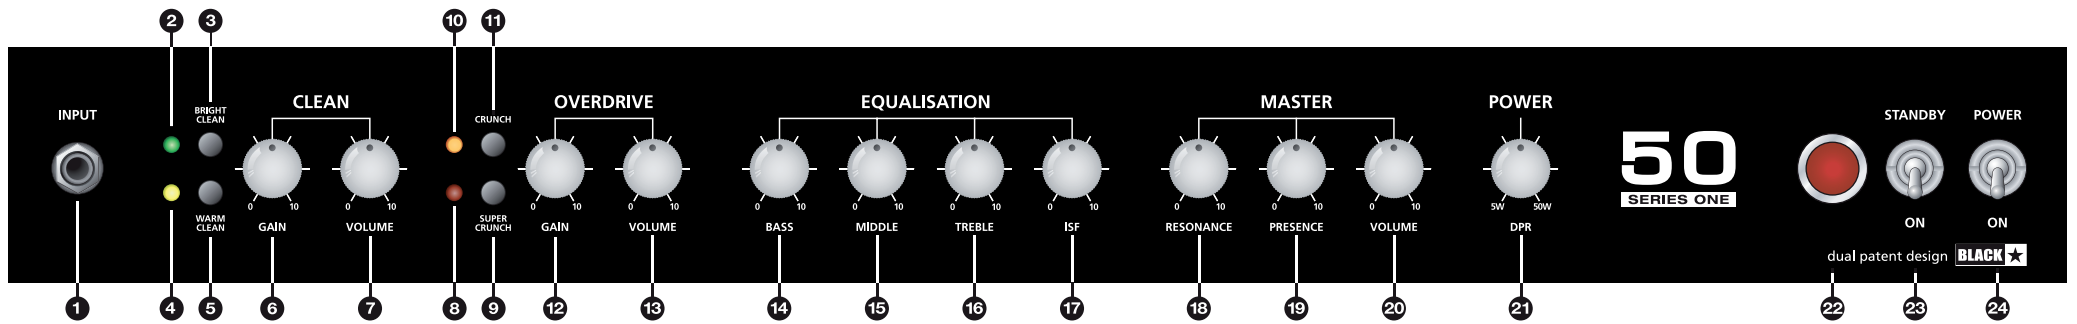 2 3 10 11
INPUT
BRIGHT
CLEAN
CLEAN
CRUNCH
OVERDRIVE
EQUALISATION
MASTER
POWER
STANDBY
POWER
50
SERIES ONE
0 10 0 10 0 10 0 10 0 10 0 10 0 10 0 10 0 10 0 10 0 10 5W 50W
WARM
CLEAN
GAIN
VOLUME
SUPER
CRUNCH
GAIN
VOLUME
BASS
MIDDLE
TREBLE
ISF
RESONANCE
PRESENCE
VOLUME
DPR
ON
ON
dual patent design BLACK★
1 4 5 6 7 8 9 12 13 14 15 16 17 18 19 20 21 22 23 24